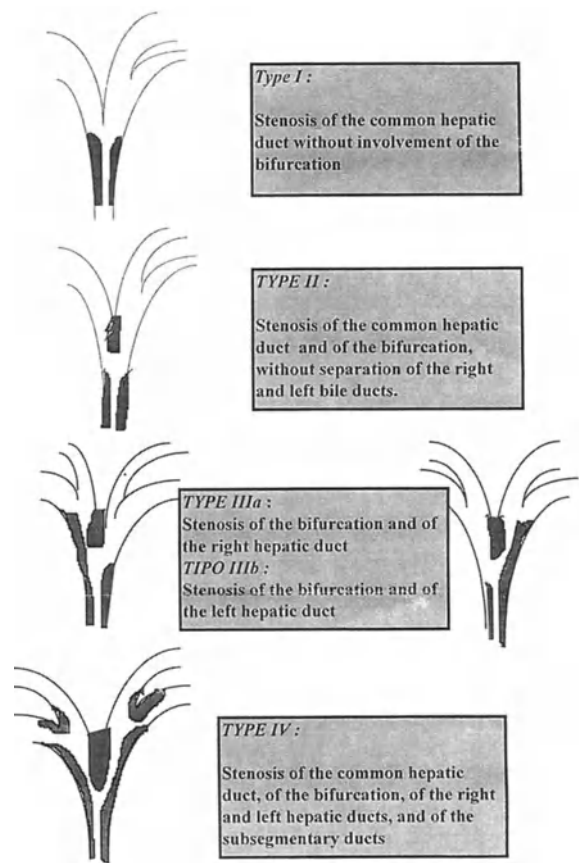 Type I :
Stenosis of the common hepatic
duct without involvement of the
bifurcation
TYPE II :
Stenosis of the common hepatic
duct and of the bifurcation,
without separation of the right
and left bile ducts.
TYPE IIIa :
Stenosis of the bifurcation and of
the right hepatic duct
TIPO IIIb :
Stenosis of the bifurcation and of
the left hepatic duct
TYPE IV :
Stenosis of the common hepatic
duct, of the bifurcation, of the right
and left hepatic ducts, and of the
subsegmentary ducts